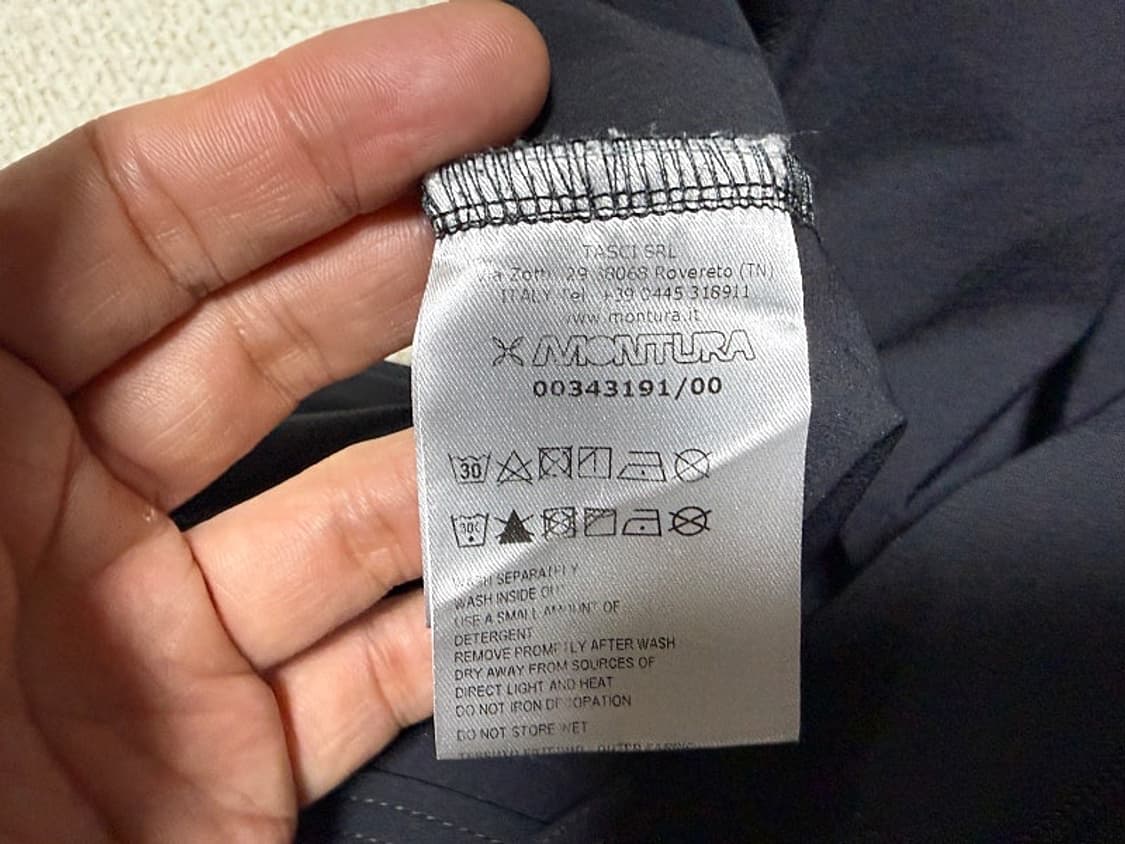 TASCI SRL
Zotti 29 38068 Rovereto (TN)
ITALY Tel. +39 0445 318911
www.montura.it
MONTURA
00343191/00
30
30C
WASH SEPARATELY
WASH INSIDE OUT
USE A SMALL AMOUNT OF
DETERGENT
REMOVE PROMPTLY AFTER WASH
DRY AWAY FROM SOURCES OF
DIRECT LIGHT AND HEAT
DO NOT IRON DECORATION
DO NOT STORE WET